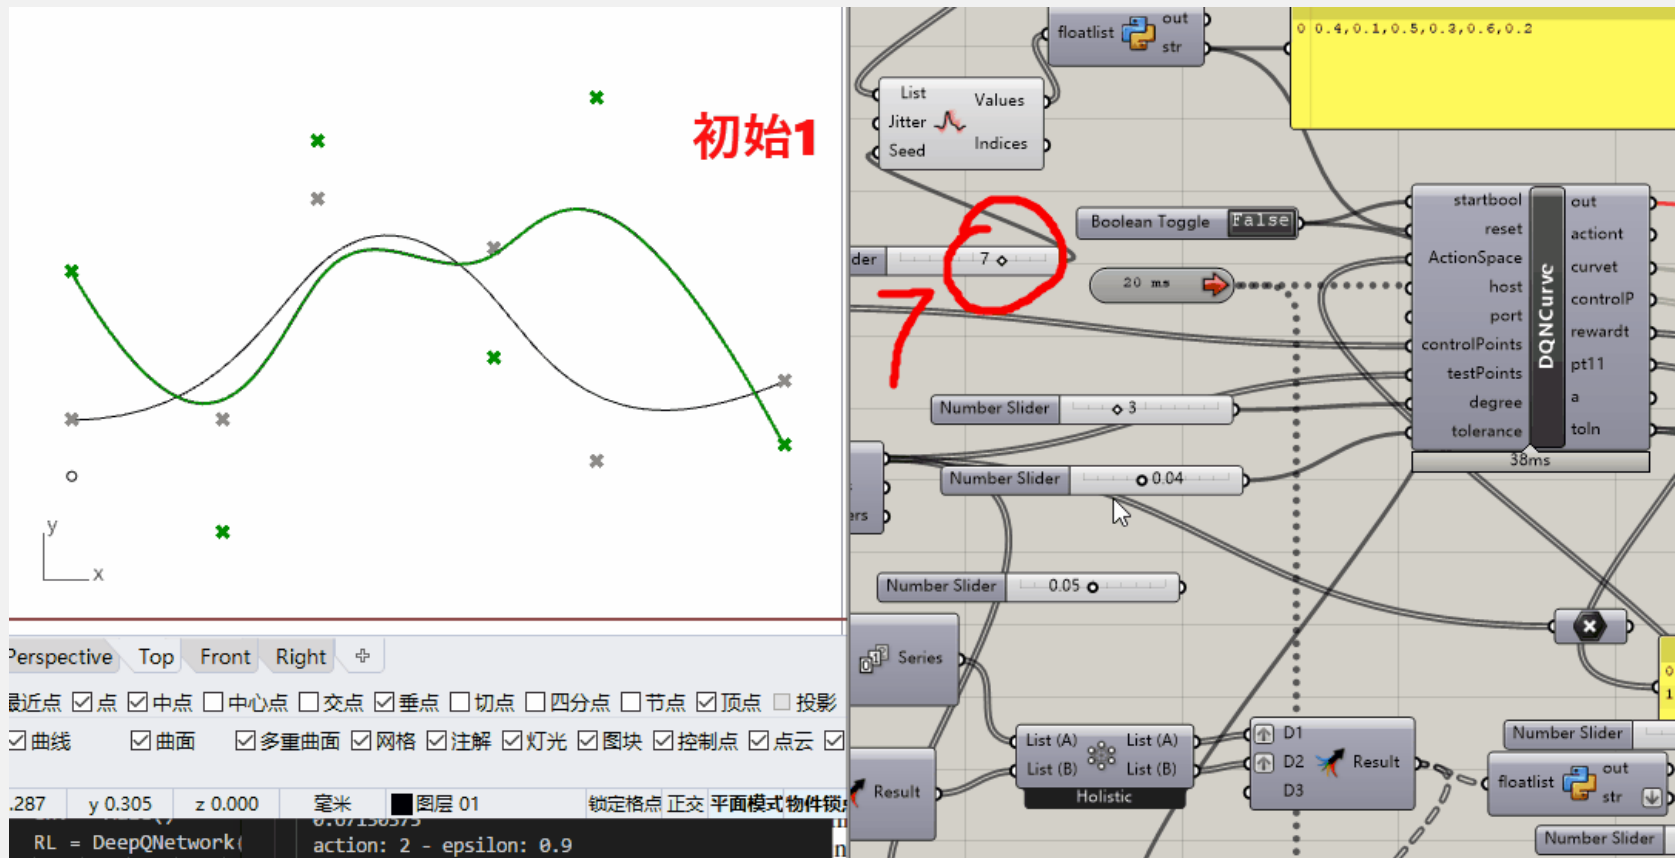 初始1
y
x
Perspective Top Front Right
最近点 点 中点 中心点 交点 垂点 切点 四分点 节点 顶点 投影
曲线 曲面 多重曲面 网格 注解 灯光 图块 控制点 点云
.287 y 0.305 z 0.000 毫米 图层 01 锁定格点 正交 平面模式 物件锁点
RL = DeepQNetwork(
0.07130373
action: 2 - epsilon: 0.9
floatlist out
str
0 0.4,0.1,0.5,0.3,0.6,0.2
List Values
Jitter
Seed Indices
der 7
7
Boolean Toggle False
20 ms
startbool out
reset actiont
ActionSpace curvet
host controlP
port rewardt
controlPoints pt11
testPoints a
degree toln
tolerance
DQNCurve
38ms
Number Slider 3
Number Slider 0.04
ers
Number Slider 0.05
Series
List (A) List (A)
List (B) List (B)
Holistic
Result
D1
D2 Result
D3
0
1
Number Slider
floatlist out
str
Number Slider